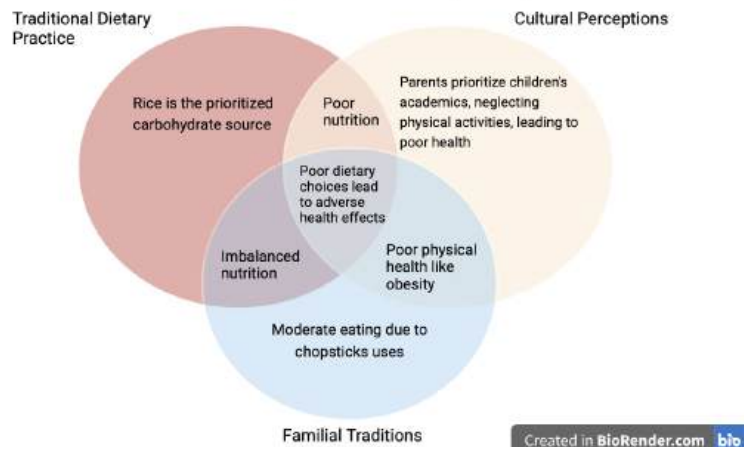 Traditional Dietary
Practice
Cultural Perceptions
Rice is the prioritized
carbohydrate source
Poor
nutrition
Parents prioritize children's
academics, neglecting
physical activities, leading to
poor health
Poor dietary
choices lead
to adverse
health effects
Imbalanced
nutrition
Poor physical
health like
obesity
Moderate eating due to
chopsticks uses
Familial Traditions
Created in BioRender.com bio